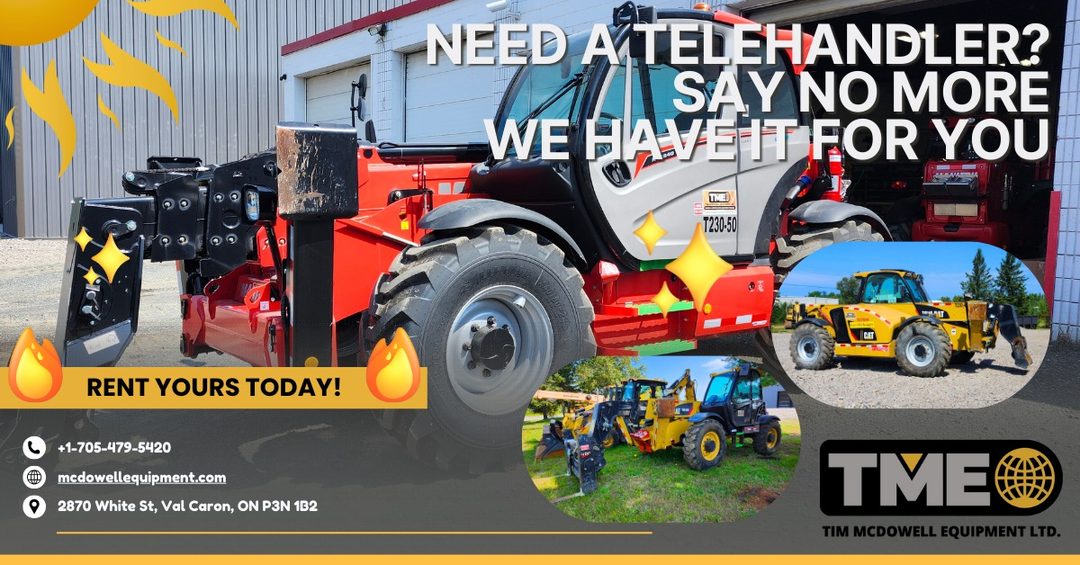 NEED A TELEHANDLER?
SAY NO MORE
WE HAVE IT FOR YOU
TME
T230-50
CAT
RENT YOURS TODAY!
+1-705-479-5420
mcdowellequipment.com
2870 White St, Val Caron, ON P3N 1B2
TME
TIM MCDOWELL EQUIPMENT LTD.